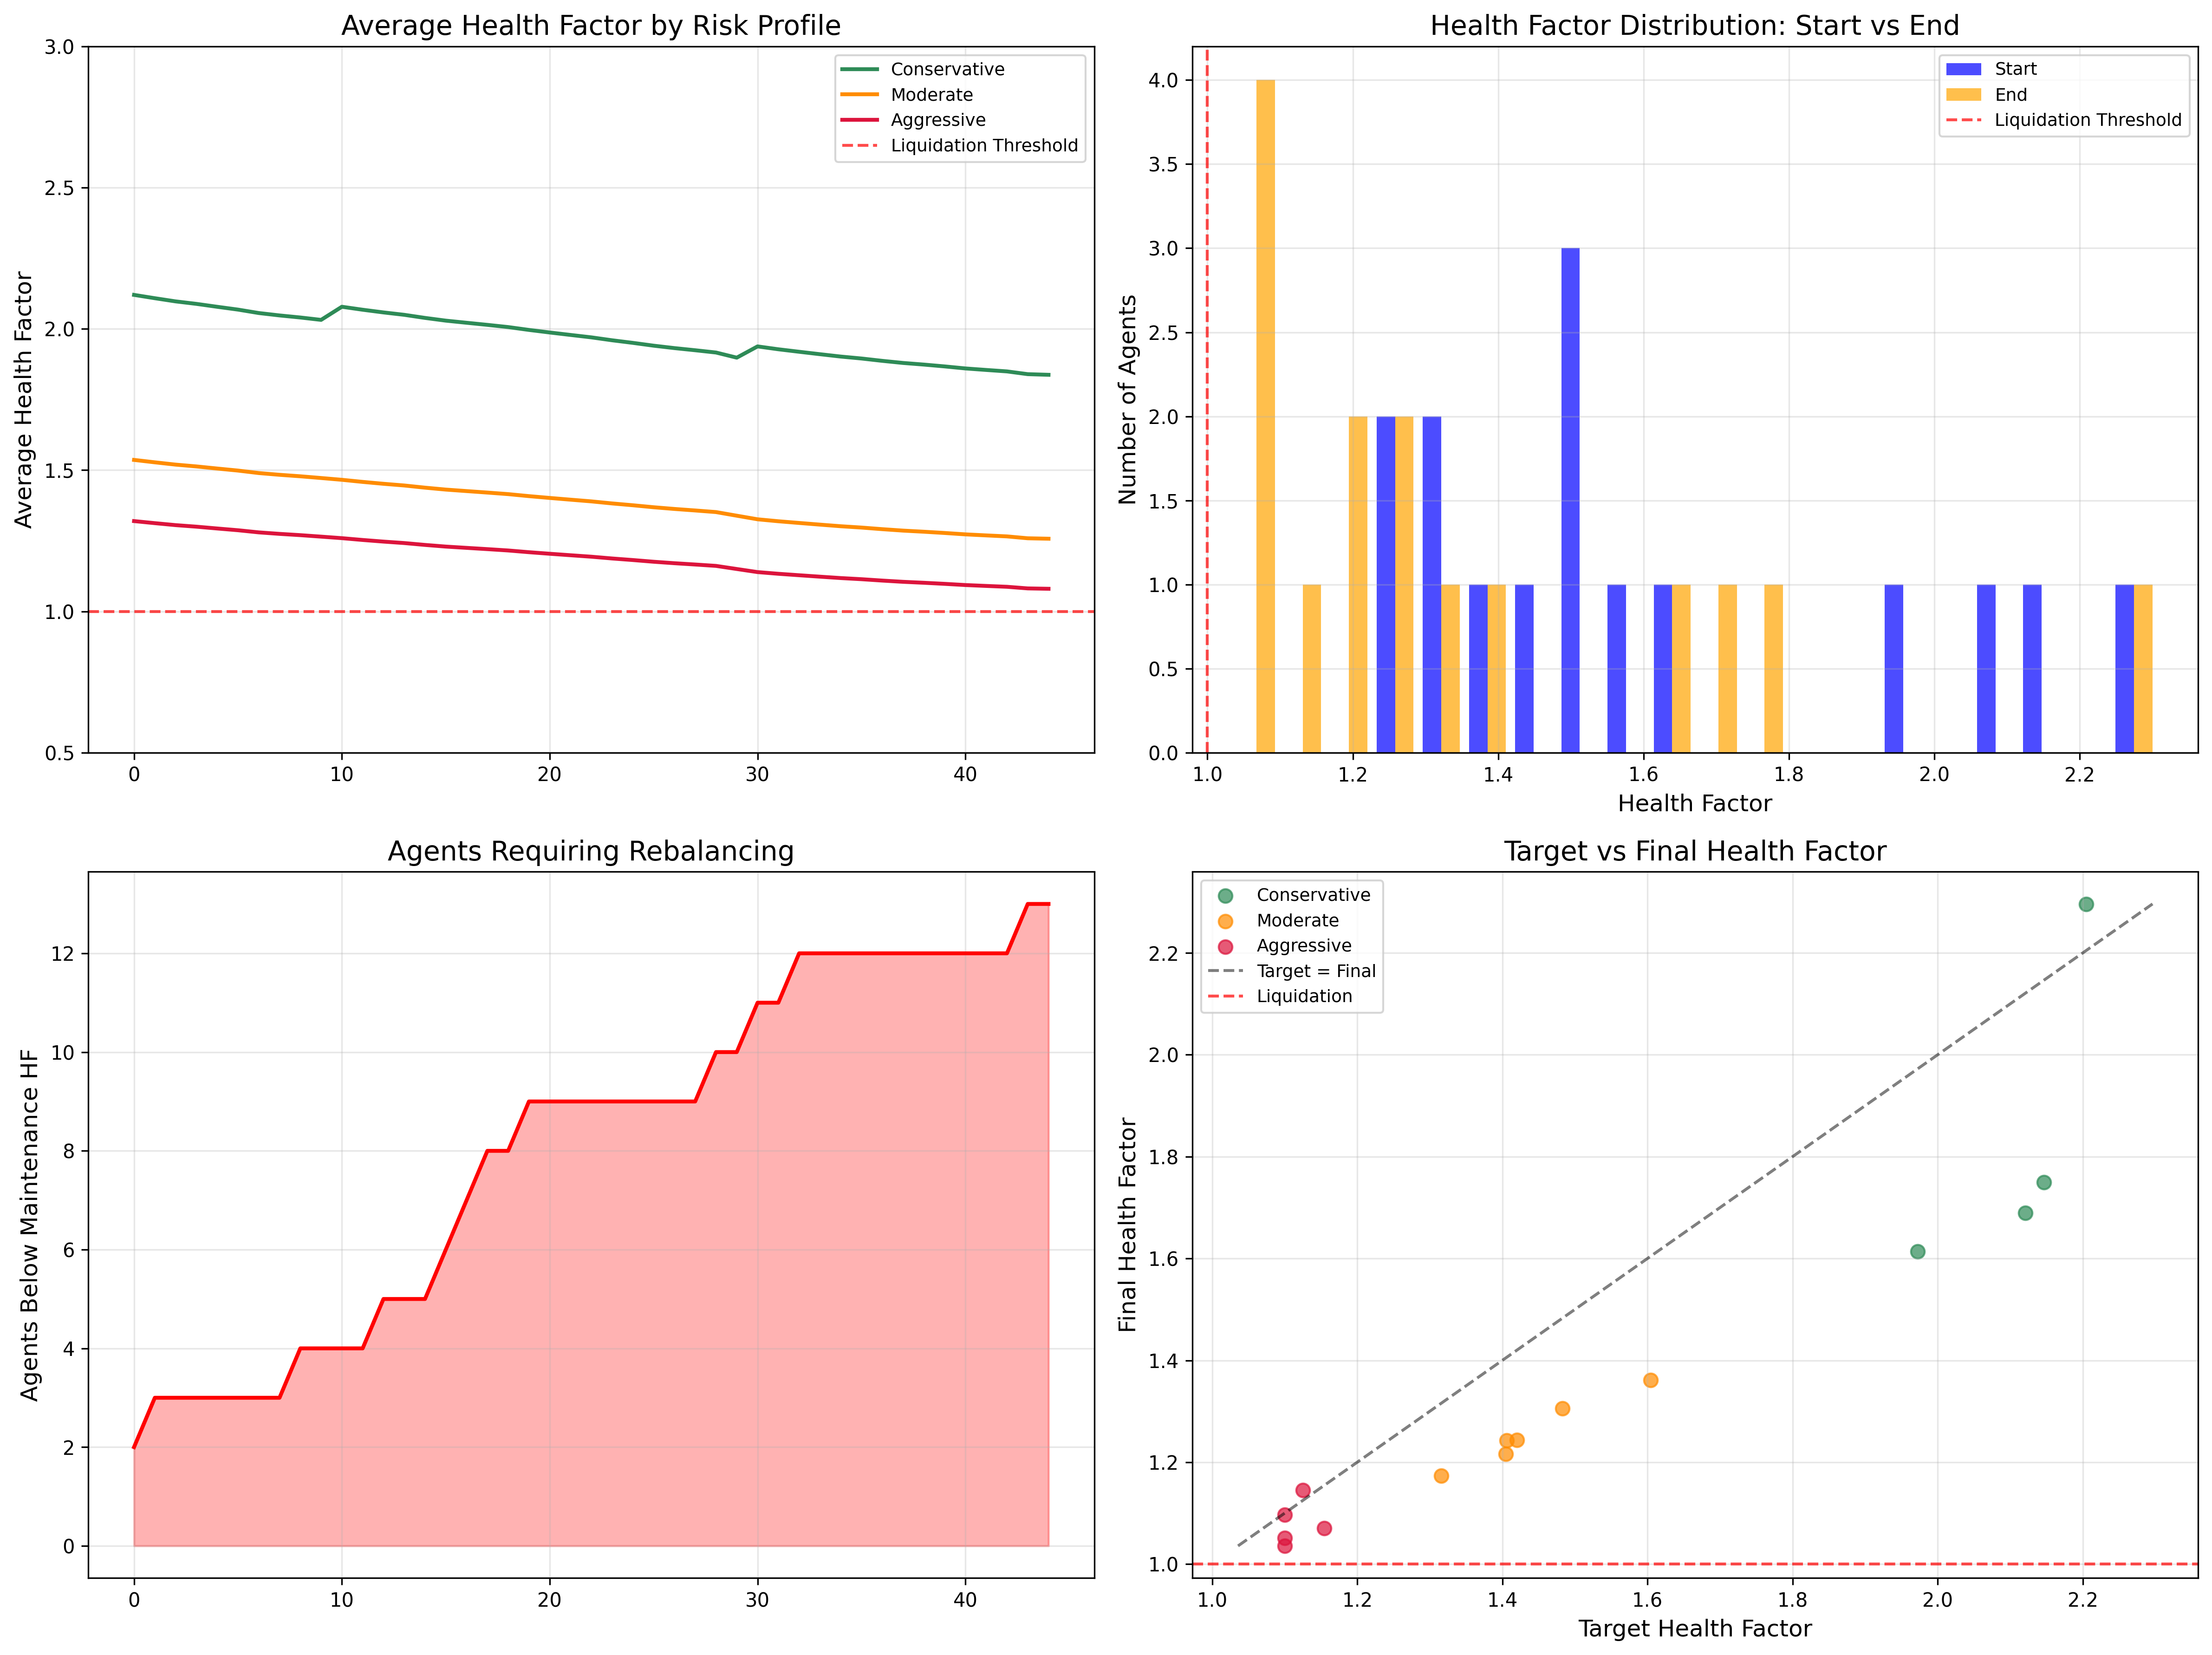 Average Health Factor by Risk Profile
Average Health Factor
3.0
2.5
2.0
1.5
1.0
0.5
0
10
20
30
40
Conservative
Moderate
Aggressive
Liquidation Threshold
Health Factor Distribution: Start vs End
Number of Agents
4.0
3.5
3.0
2.5
2.0
1.5
1.0
0.5
0.0
1.0
1.2
1.4
1.6
1.8
2.0
2.2
Health Factor
Start
End
Liquidation Threshold
Agents Requiring Rebalancing
Agents Below Maintenance HF
12
10
8
6
4
2
0
0
10
20
30
40
Target vs Final Health Factor
Final Health Factor
2.2
2.0
1.8
1.6
1.4
1.2
1.0
1.0
1.2
1.4
1.6
1.8
2.0
2.2
Target Health Factor
Conservative
Moderate
Aggressive
Target = Final
Liquidation